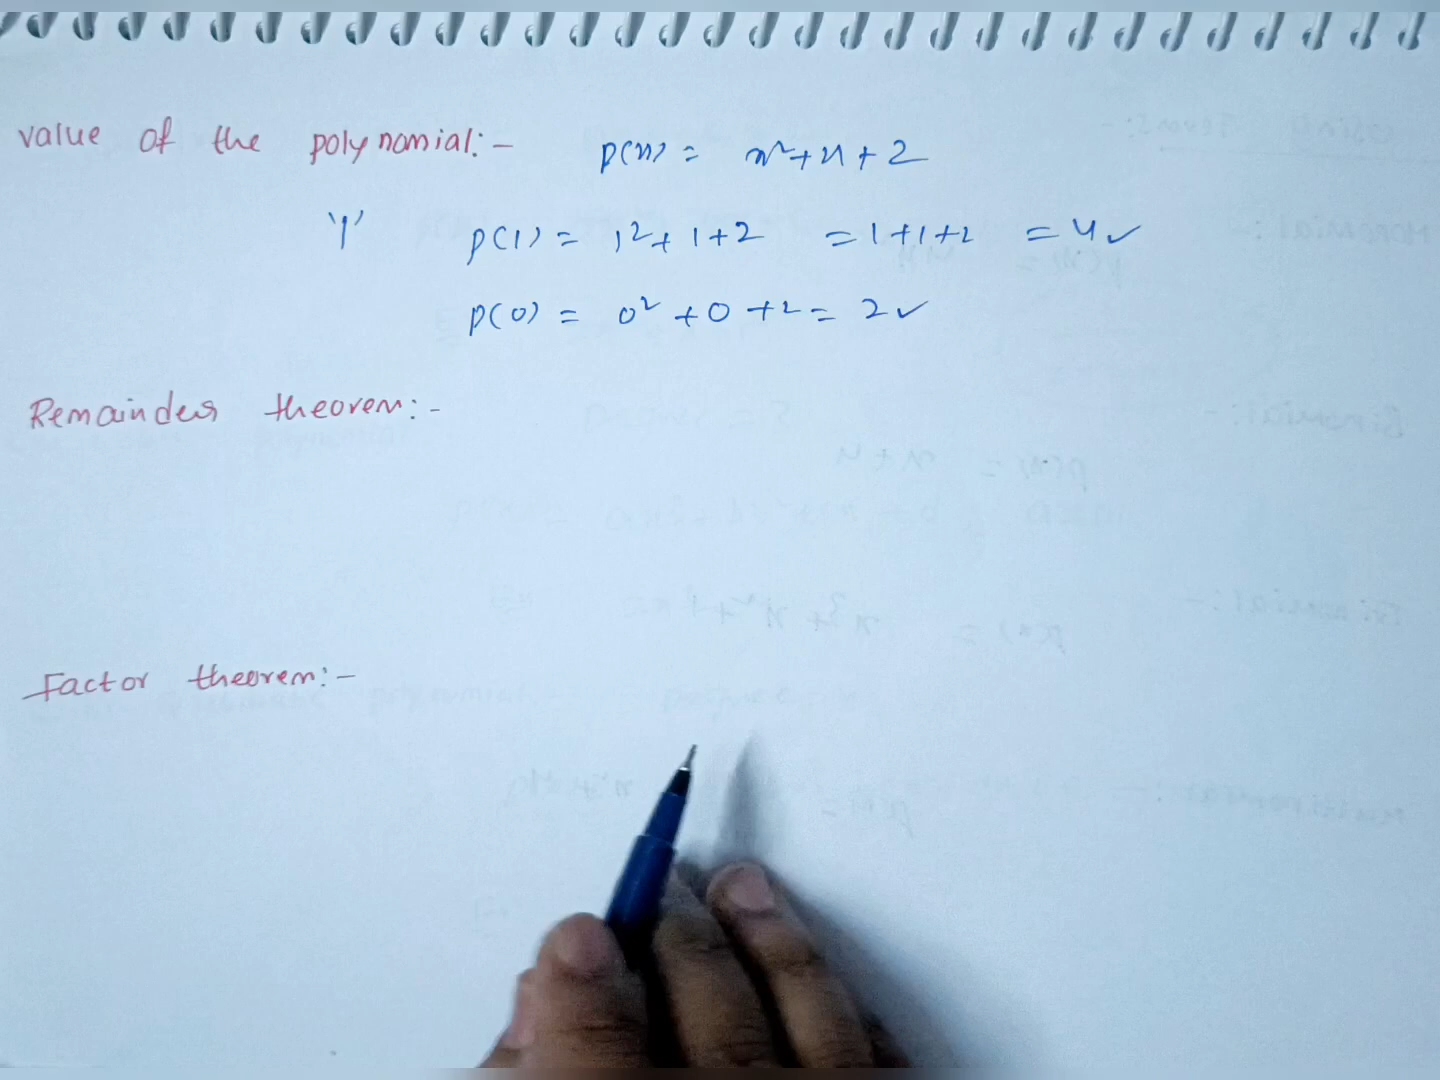 value of the polynomial:- p(x) = x²+x+2
'1' p(1) = 1²+1+2 =1+1+2 =4✓
p(0) = 0²+0+2= 2✓
Remainder theorem:-
Factor theorem:-